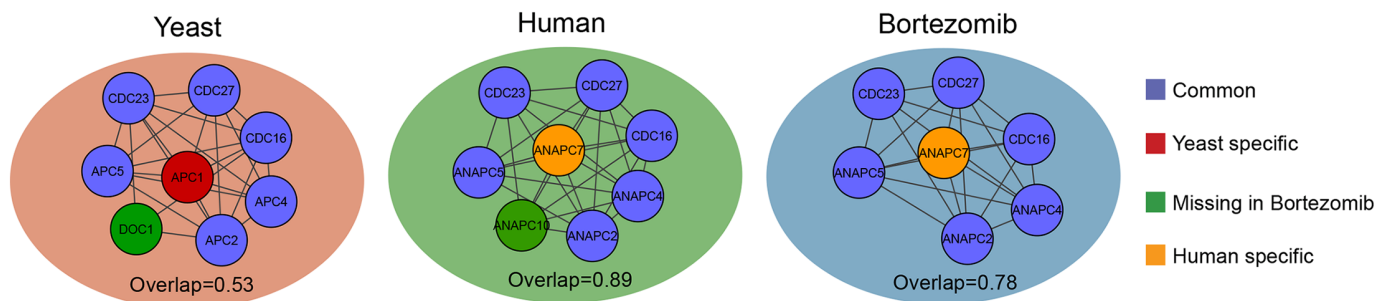 Yeast
CDC23
CDC27
CDC16
APC5
APC1
APC4
DOC1
APC2
Overlap=0.53
Human
CDC23
CDC27
CDC16
ANAPC7
ANAPC5
ANAPC4
ANAPC10
ANAPC2
Overlap=0.89
Bortezomib
CDC23
CDC27
CDC16
ANAPC7
ANAPC5
ANAPC4
ANAPC2
Overlap=0.78
Common
Yeast specific
Missing in Bortezomib
Human specific